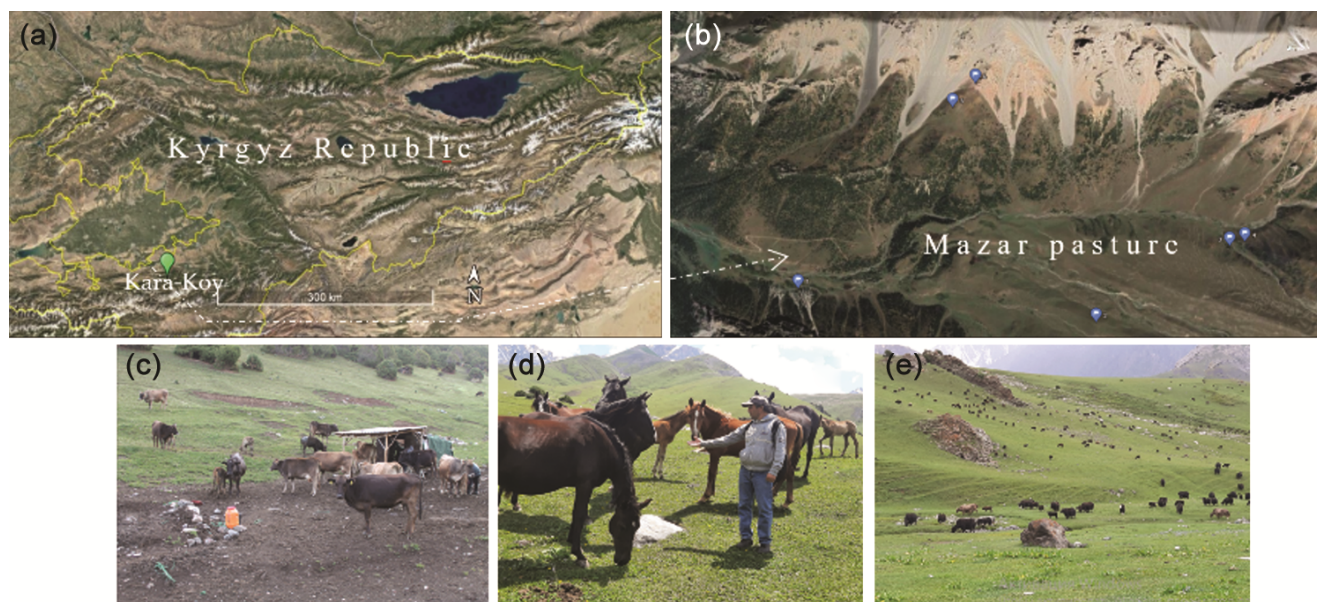 (a)
Kyrgyz Republic
Kara-Koy
300 km
N
(b)
Mazar pasture
(c)
(d)
(e)